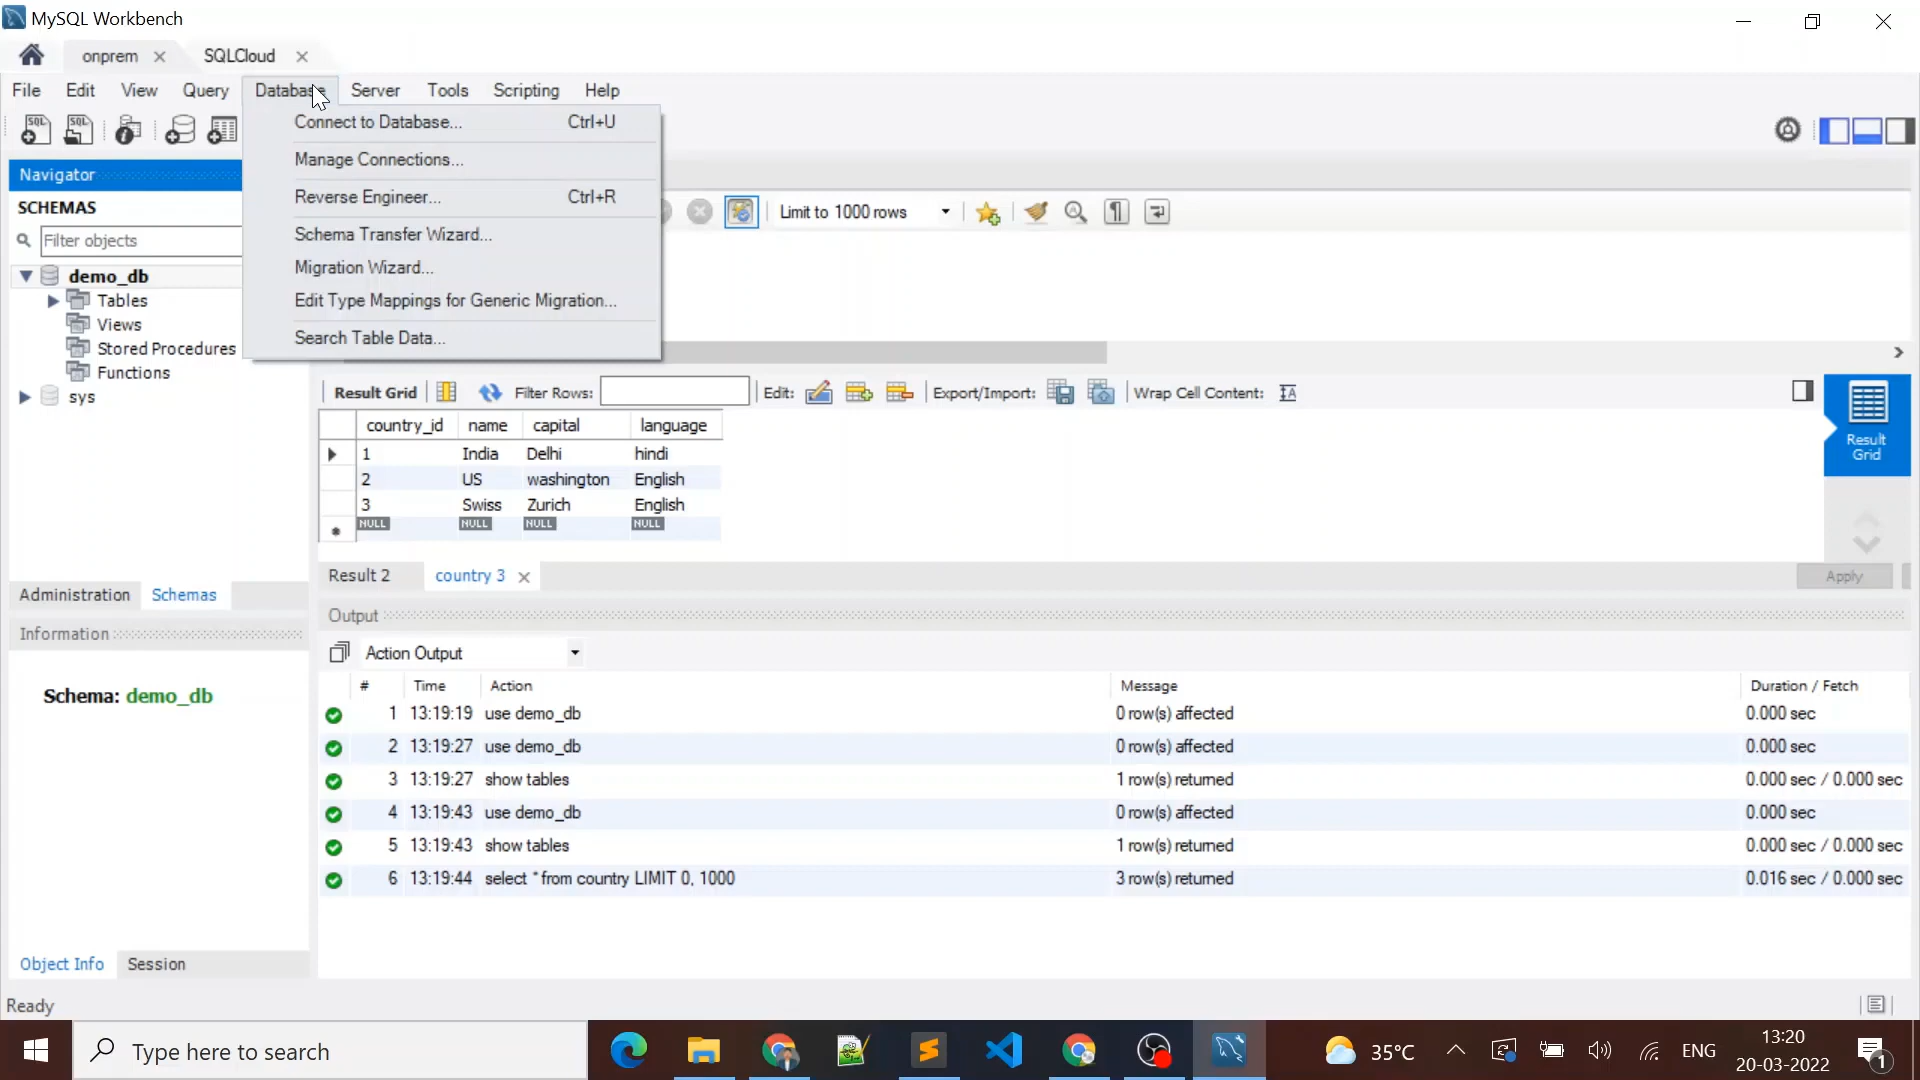 MySQL Workbench
onprem
SQLCloud
File Edit View Query Database Server Tools Scripting Help
Connect to Database... Ctrl+U
Manage Connections...
Reverse Engineer... Ctrl+R
Schema Transfer Wizard...
Migration Wizard...
Edit Type Mappings for Generic Migration...
Search Table Data...
SQL
SQL
Navigator
SCHEMAS
Filter objects
demo_db
Tables
Views
Stored Procedures
Functions
sys
Limit to 1000 rows
Result Grid Filter Rows: Edit: Export/Import: Wrap Cell Content:
country_id name capital language
1 India Delhi hindi
2 US washington English
3 Swiss Zurich English
NULL NULL NULL NULL
Result
Grid
Result 2 country 3 Apply
Administration Schemas
Information
Schema: demo_db
Output
Action Output
# Time Action Message Duration / Fetch
1 13:19:19 use demo_db 0 row(s) affected 0.000 sec
2 13:19:27 use demo_db 0 row(s) affected 0.000 sec
3 13:19:27 show tables 1 row(s) returned 0.000 sec / 0.000 sec
4 13:19:43 use demo_db 0 row(s) affected 0.000 sec
5 13:19:43 show tables 1 row(s) returned 0.000 sec / 0.000 sec
6 13:19:44 select * from country LIMIT 0, 1000 3 row(s) returned 0.016 sec / 0.000 sec
Object Info Session
Ready
Type here to search
35°C
ENG
13:20
20-03-2022
1